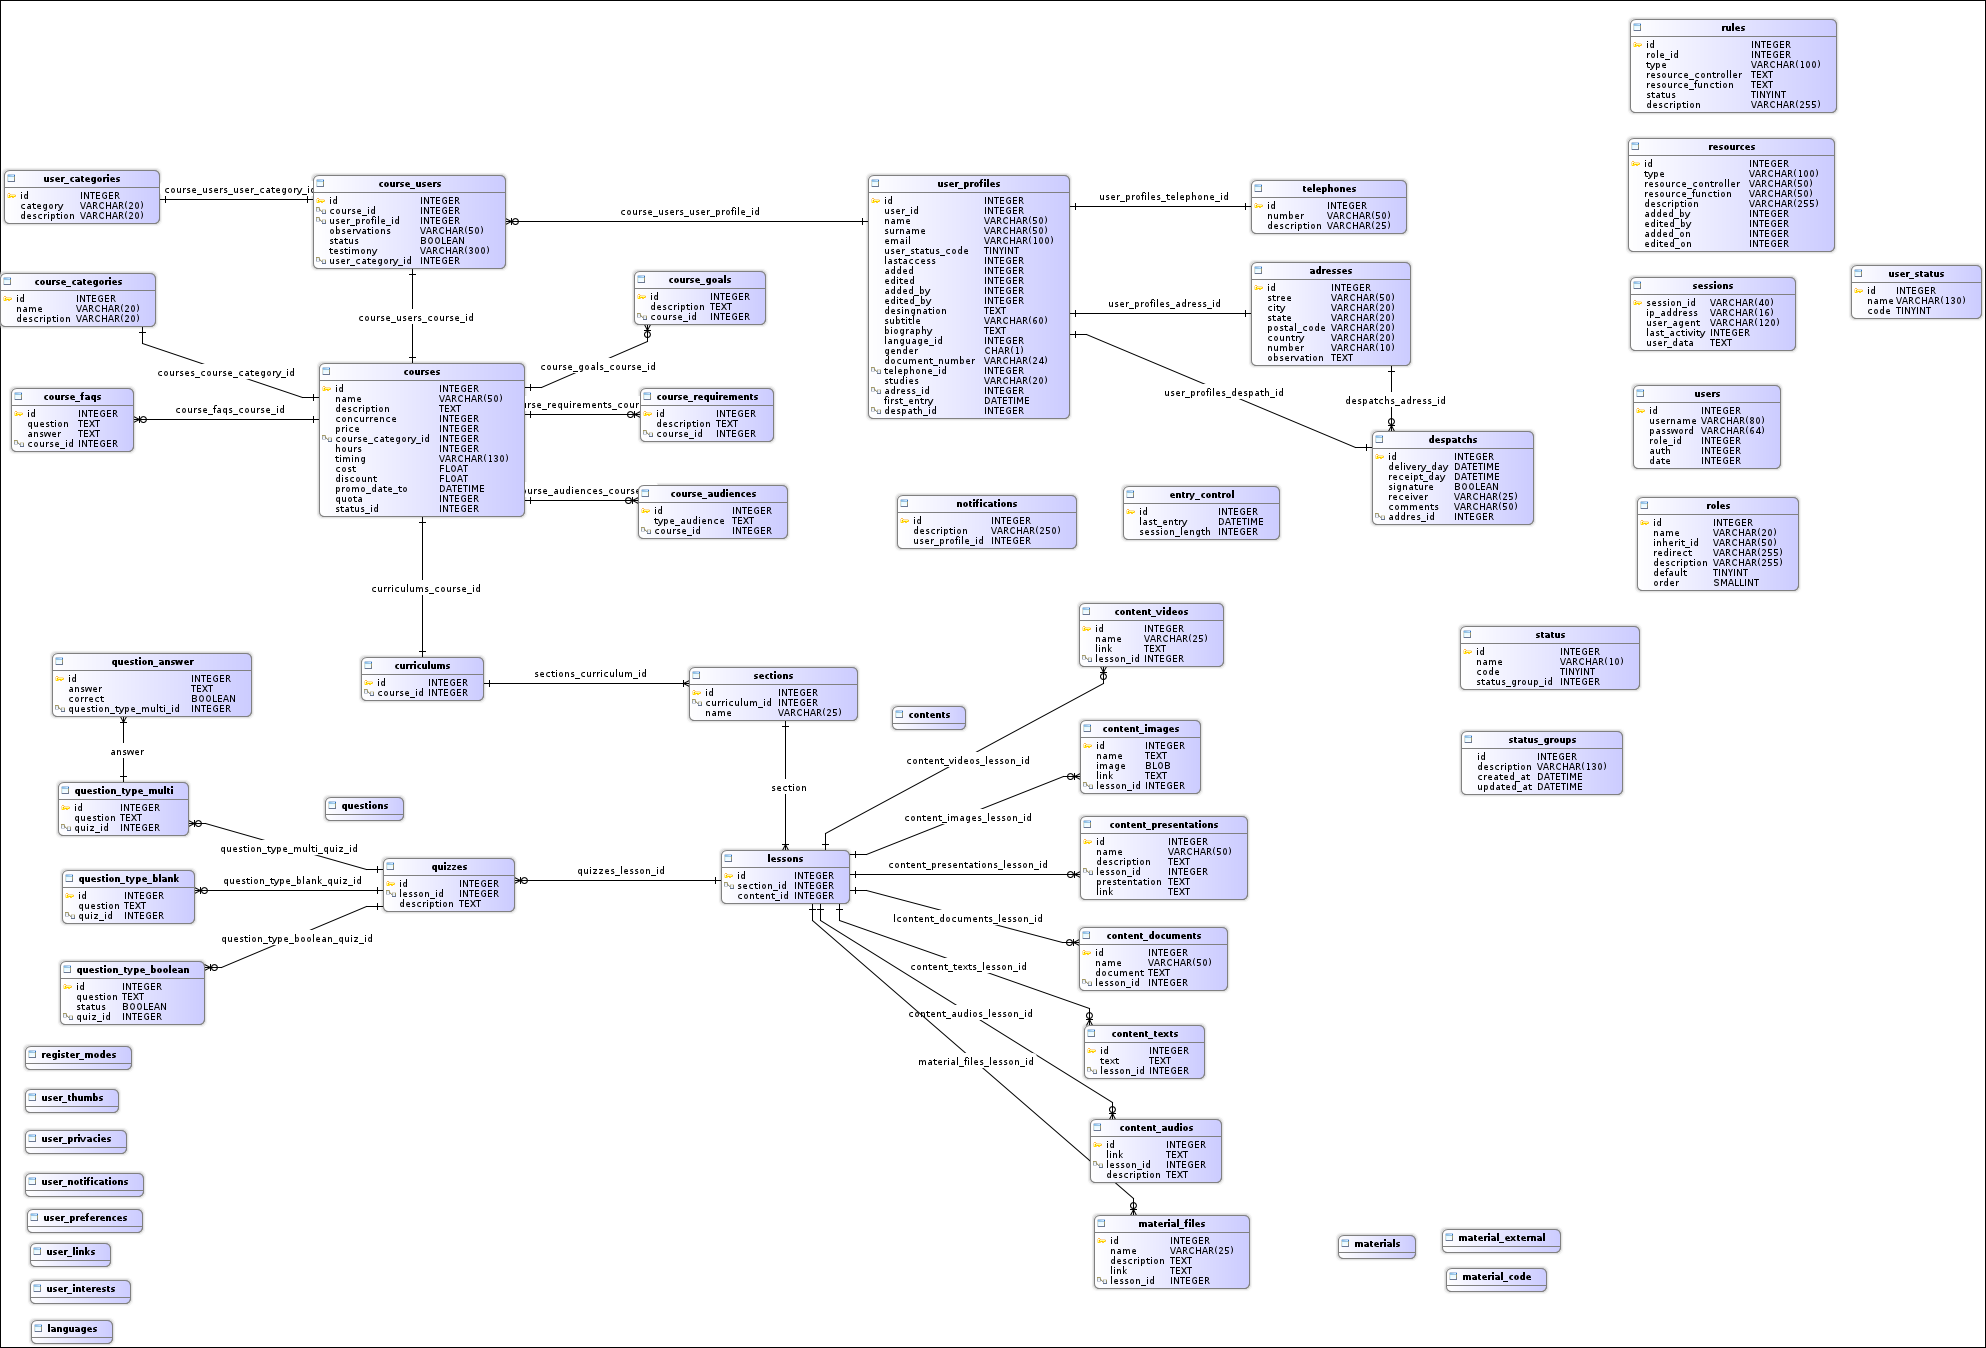 rules
id INTEGER
role_id INTEGER
type VARCHAR(100)
resource_controller TEXT
resource_function TEXT
status TINYINT
description VARCHAR(255)
resources
id INTEGER
type VARCHAR(100)
resource_controller VARCHAR(50)
resource_function VARCHAR(50)
description VARCHAR(255)
added_by INTEGER
edited_by INTEGER
added_on INTEGER
edited_on INTEGER
user_categories
id INTEGER
category VARCHAR(20)
description VARCHAR(20)
course_users_user_category_id
course_users
id INTEGER
course_id INTEGER
user_profile_id INTEGER
observations VARCHAR(50)
status BOOLEAN
testimony VARCHAR(300)
user_category_id INTEGER
course_users_user_profile_id
user_profiles
id INTEGER
user_id INTEGER
name VARCHAR(50)
surname VARCHAR(50)
email VARCHAR(100)
user_status_code TINYINT
lastaccess INTEGER
added INTEGER
edited INTEGER
added_by INTEGER
edited_by INTEGER
desingnation TEXT
subtitle VARCHAR(60)
biography TEXT
language_id INTEGER
gender CHAR(1)
document_number VARCHAR(24)
telephone_id INTEGER
studies VARCHAR(20)
adress_id INTEGER
first_entry DATETIME
despath_id INTEGER
user_profiles_telephone_id
telephones
id INTEGER
number VARCHAR(50)
description VARCHAR(25)
user_profiles_adress_id
adresses
id INTEGER
stree VARCHAR(50)
city VARCHAR(20)
state VARCHAR(20)
postal_code VARCHAR(20)
country VARCHAR(20)
number VARCHAR(10)
observation TEXT
user_profiles_despath_id
despatchs_adress_id
despatchs
id INTEGER
delivery_day DATETIME
receipt_day DATETIME
signature BOOLEAN
receiver VARCHAR(25)
comments VARCHAR(50)
addres_id INTEGER
sessions
session_id VARCHAR(40)
ip_address VARCHAR(16)
user_agent VARCHAR(120)
last_activity INTEGER
user_data TEXT
user_status
id INTEGER
name VARCHAR(130)
code TINYINT
users
id INTEGER
username VARCHAR(80)
password VARCHAR(64)
role_id INTEGER
auth INTEGER
date INTEGER
roles
id INTEGER
name VARCHAR(20)
inherit_id VARCHAR(50)
redirect VARCHAR(255)
description VARCHAR(255)
default TINYINT
order SMALLINT
course_categories
id INTEGER
name VARCHAR(20)
description VARCHAR(20)
course_users_course_id
courses_course_category_id
course_goals
id INTEGER
description TEXT
course_id INTEGER
course_goals_course_id
course_faqs
id INTEGER
question TEXT
answer TEXT
course_id INTEGER
course_faqs_course_id
courses
id INTEGER
name VARCHAR(50)
description TEXT
concurrence INTEGER
price INTEGER
course_category_id INTEGER
hours INTEGER
timing VARCHAR(130)
cost FLOAT
discount FLOAT
promo_date_to DATETIME
quota INTEGER
status_id INTEGER
rse_requirements_cour
course_requirements
id INTEGER
description TEXT
course_id INTEGER
ourse_audiences_course
course_audiences
id INTEGER
type_audience TEXT
course_id INTEGER
notifications
id INTEGER
description VARCHAR(250)
user_profile_id INTEGER
entry_control
id INTEGER
last_entry DATETIME
session_length INTEGER
curriculums_course_id
curriculums
id INTEGER
course_id INTEGER
sections_curriculum_id
sections
id INTEGER
curriculum_id INTEGER
name VARCHAR(25)
contents
section
status
id INTEGER
name VARCHAR(10)
code TINYINT
status_group_id INTEGER
status_groups
id INTEGER
description VARCHAR(130)
created_at DATETIME
updated_at DATETIME
question_answer
id INTEGER
answer TEXT
correct BOOLEAN
question_type_multi_id INTEGER
answer
question_type_multi
id INTEGER
question TEXT
quiz_id INTEGER
questions
question_type_multi_quiz_id
question_type_blank
id INTEGER
question TEXT
quiz_id INTEGER
question_type_blank_quiz_id
question_type_boolean
id INTEGER
question TEXT
status BOOLEAN
quiz_id INTEGER
question_type_boolean_quiz_id
quizzes
id INTEGER
lesson_id INTEGER
description TEXT
quizzes_lesson_id
lessons
id INTEGER
section_id INTEGER
content_id INTEGER
content_videos
id INTEGER
name VARCHAR(25)
link TEXT
lesson_id INTEGER
content_videos_lesson_id
content_images
id INTEGER
name TEXT
image BLOB
link TEXT
lesson_id INTEGER
content_images_lesson_id
content_presentations
id INTEGER
name VARCHAR(50)
description TEXT
lesson_id INTEGER
prestentation TEXT
link TEXT
content_presentations_lesson_id
content_documents
id INTEGER
name VARCHAR(50)
document TEXT
lesson_id INTEGER
lcontent_documents_lesson_id
content_texts
id INTEGER
text TEXT
lesson_id INTEGER
content_texts_lesson_id
content_audios_lesson_id
content_audios
id INTEGER
link TEXT
lesson_id INTEGER
description TEXT
material_files_lesson_id
material_files
id INTEGER
name VARCHAR(25)
description TEXT
link TEXT
lesson_id INTEGER
register_modes
user_thumbs
user_privacies
user_notifications
user_preferences
user_links
user_interests
languages
materials
material_external
material_code